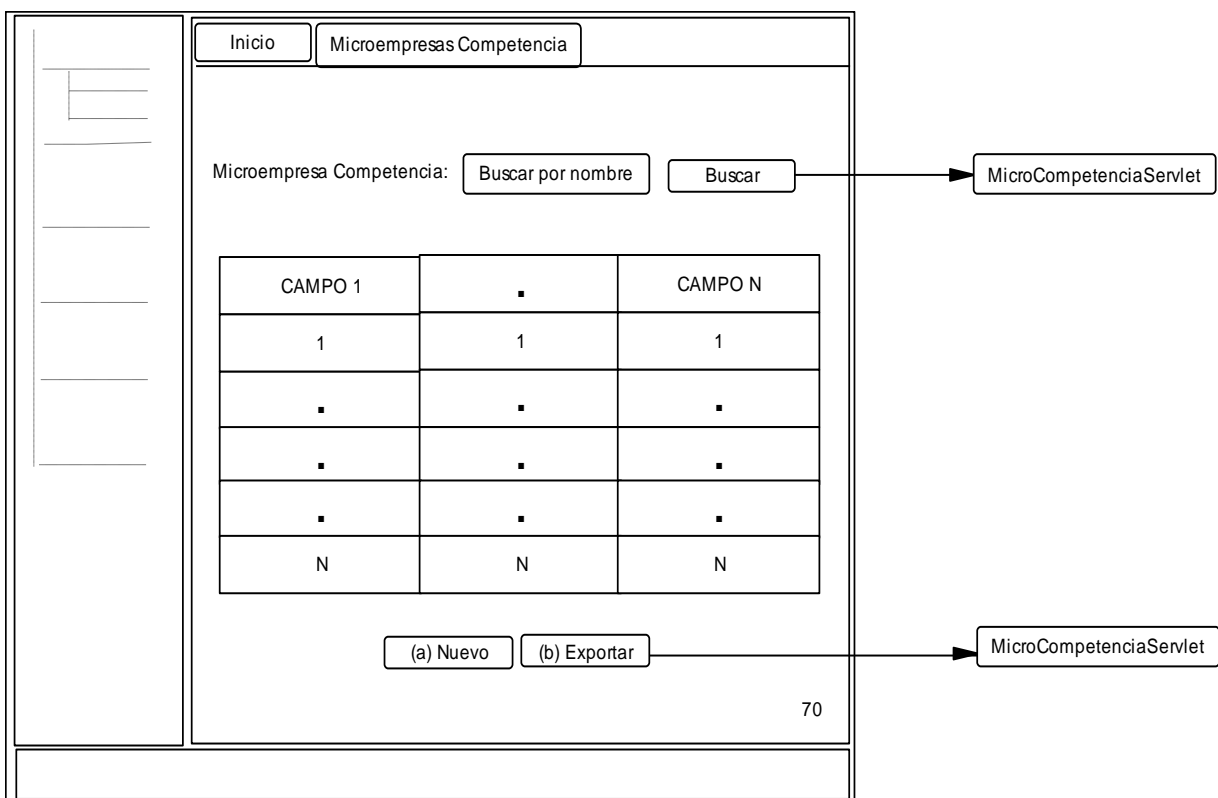 Inicio
Microempresas Competencia
Microempresa Competencia:
Buscar por nombre
Buscar
MicroCompetenciaServlet
CAMPO 1
.
CAMPO N
1
1
1
. . .
. . .
. . .
N
N
N
(a) Nuevo
(b) Exportar
MicroCompetenciaServlet
70